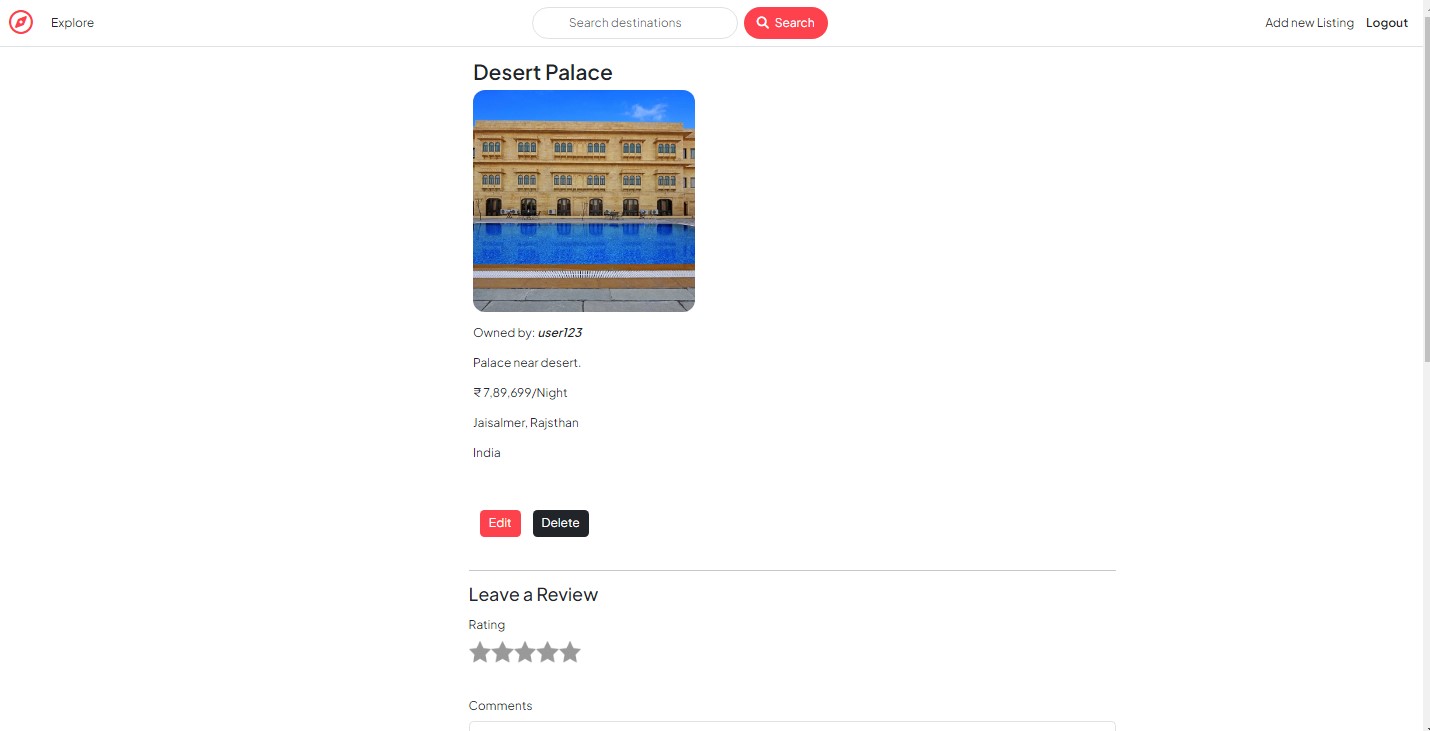 Explore
Search destinations
Search
Add new Listing
Logout
Desert Palace
Owned by: user123
Palace near desert.
₹ 7,89,699/Night
Jaisalmer, Rajsthan
India
Edit
Delete
Leave a Review
Rating
Comments